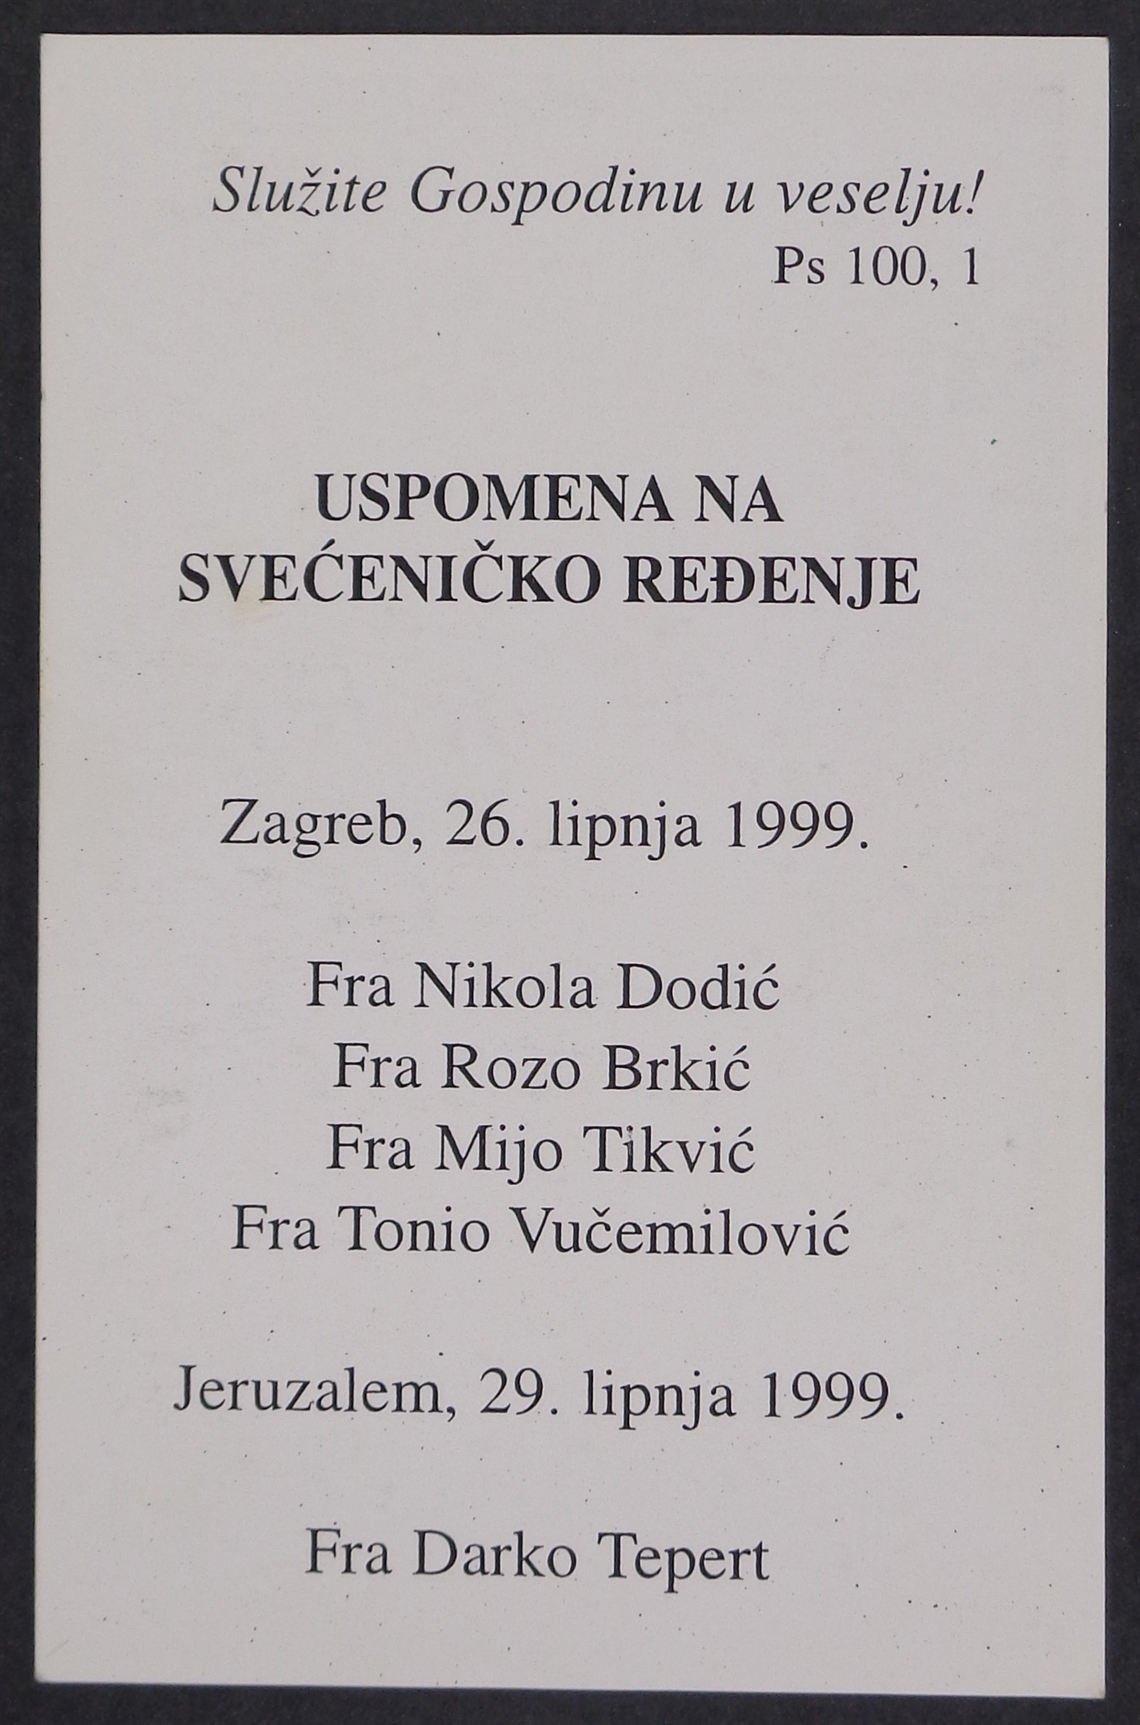 Služite Gospodinu u veselju!
Ps 100, 1
USPOMENA NA
SVEĆENIČKO REĐENJE
Zagreb, 26. lipnja 1999.
Fra Nikola Dodić
Fra Rozo Brkić
Fra Mijo Tikvić
Fra Tonio Vučemilović
Jeruzalem, 29. lipnja 1999.
Fra Darko Tepert